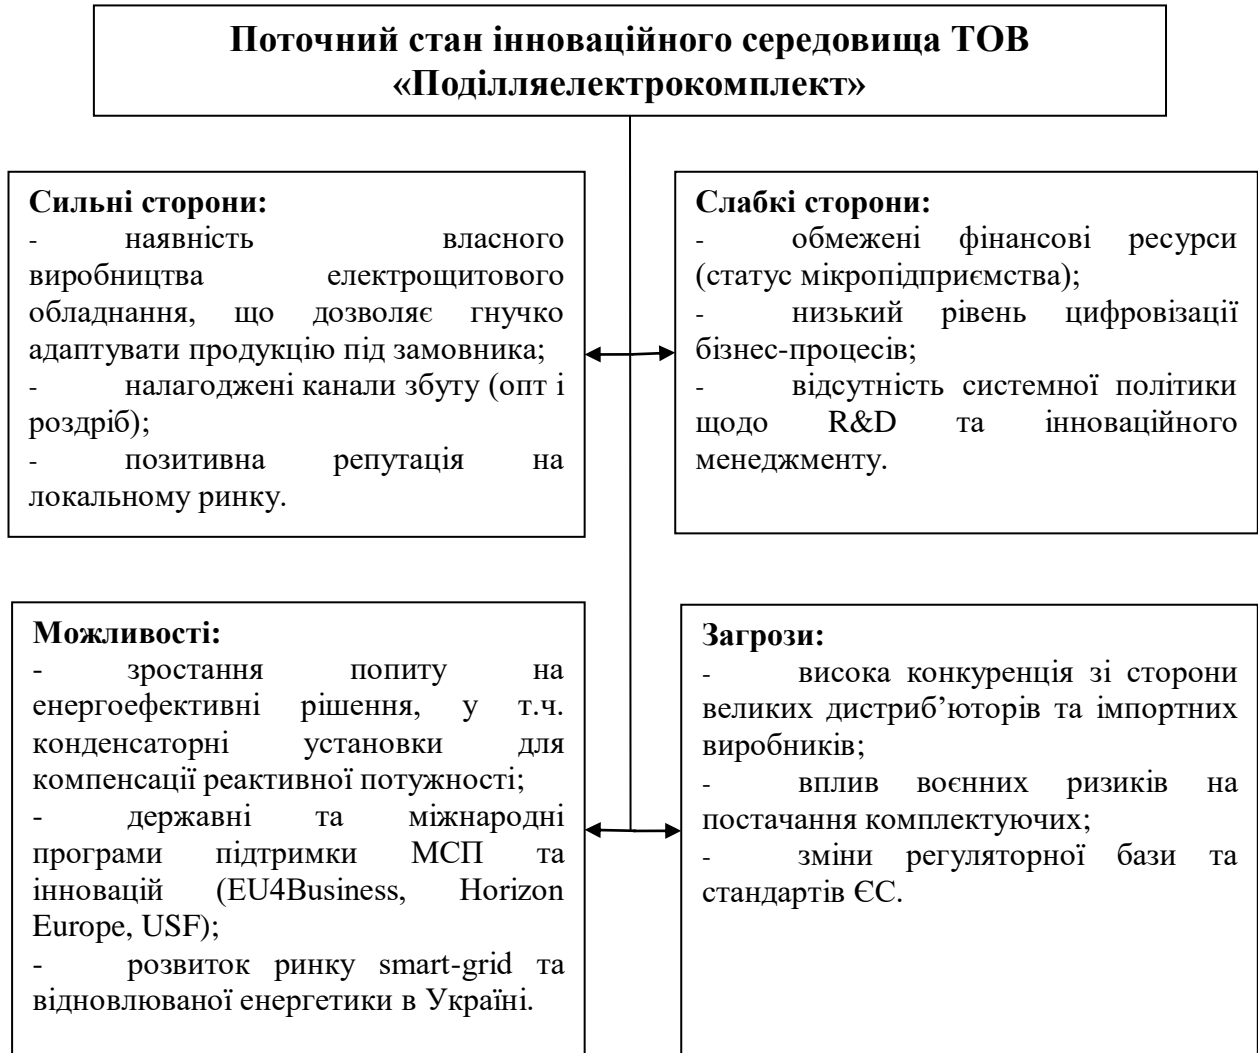 Поточний стан інноваційного середовища ТОВ
«Поділляелектрокомплект»
Сильні сторони:
- наявність власного
виробництва електрощитового
обладнання, що дозволяє гнучко
адаптувати продукцію під замовника;
- налагоджені канали збуту (опт і
роздріб);
- позитивна репутація на
локальному ринку.
Слабкі сторони:
- обмежені фінансові ресурси
(статус мікропідприємства);
- низький рівень цифровізації
бізнес-процесів;
- відсутність системної політики
щодо R&D та інноваційного
менеджменту.
Можливості:
- зростання попиту на
енергоефективні рішення, у т.ч.
конденсаторні установки для
компенсації реактивної потужності;
- державні та міжнародні
програми підтримки МСП та
інновацій (EU4Business, Horizon
Europe, USF);
- розвиток ринку smart-grid та
відновлюваної енергетики в Україні.
Загрози:
- висока конкуренція зі сторони
великих дистриб’юторів та імпортних
виробників;
- вплив воєнних ризиків на
постачання комплектуючих;
- зміни регуляторної бази та
стандартів ЄС.